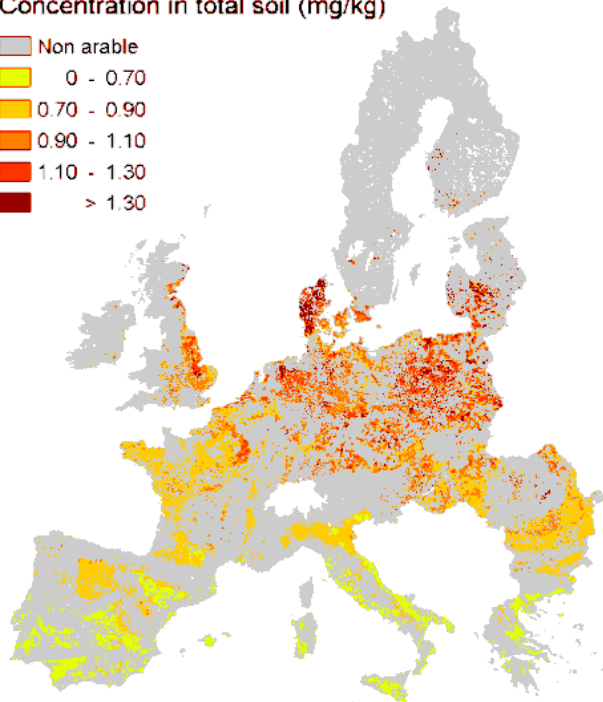 Concentration in total soil (mg/kg)
Non arable
0 - 0.70
0.70 - 0.90
0.90 - 1.10
1.10 - 1.30
> 1.30